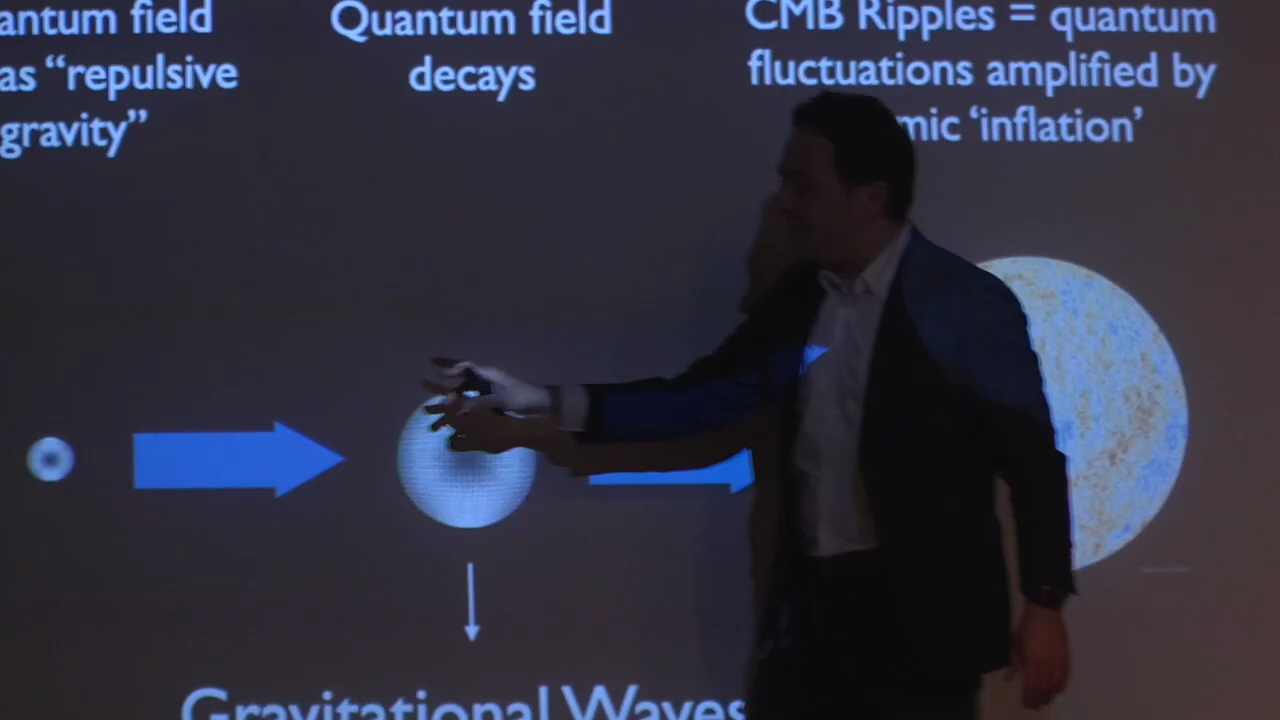 antum field
as “repulsive
gravity”
Quantum field
decays
CMB Ripples = quantum
fluctuations amplified by
mic ‘inflation’
Gravitational Waves